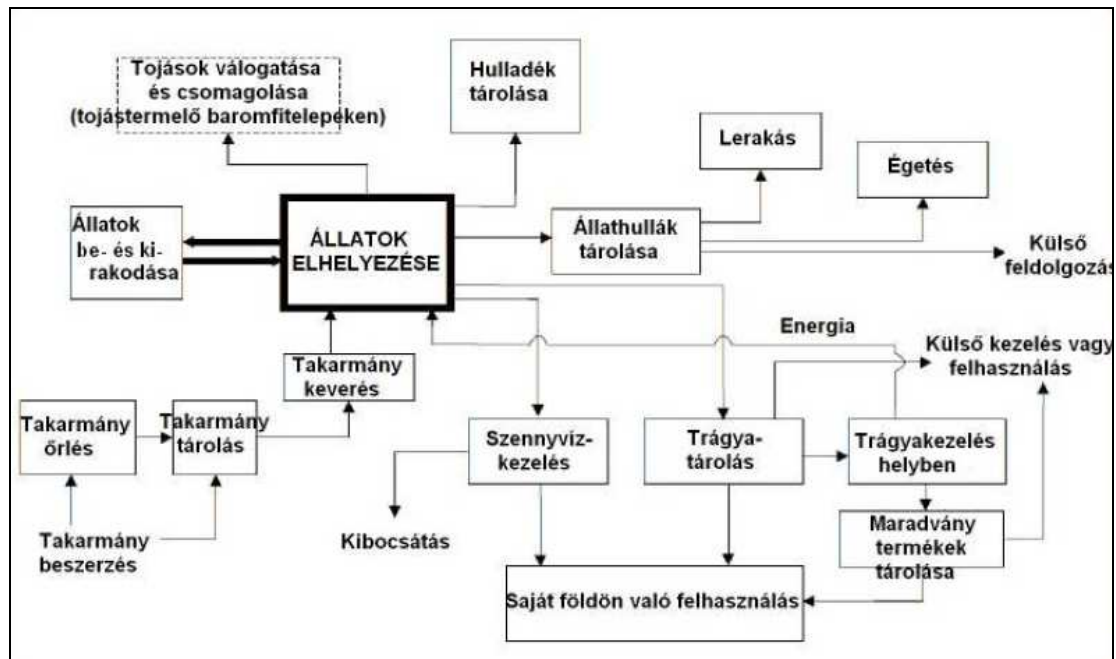 Tojások válogatása
és csomagolása
(tojástermelő baromfitelepeken)
Hulladék
tárolása
Lerakás
Égetés
Állatok
be- és ki-
rakodása
ÁLLATOK
ELHELYEZÉSE
Állathullák
tárolása
Külső
feldolgozás
Energia
Külső kezelés vagy
felhasználás
Takarmány
keverés
Takarmány
őrlés
Takarmány
tárolás
Szennyvíz-
kezelés
Trágya-
tárolás
Trágyakezelés
helyben
Takarmány
beszerzés
Kibocsátás
Maradvány
termékek
tárolása
Saját földön való felhasználás